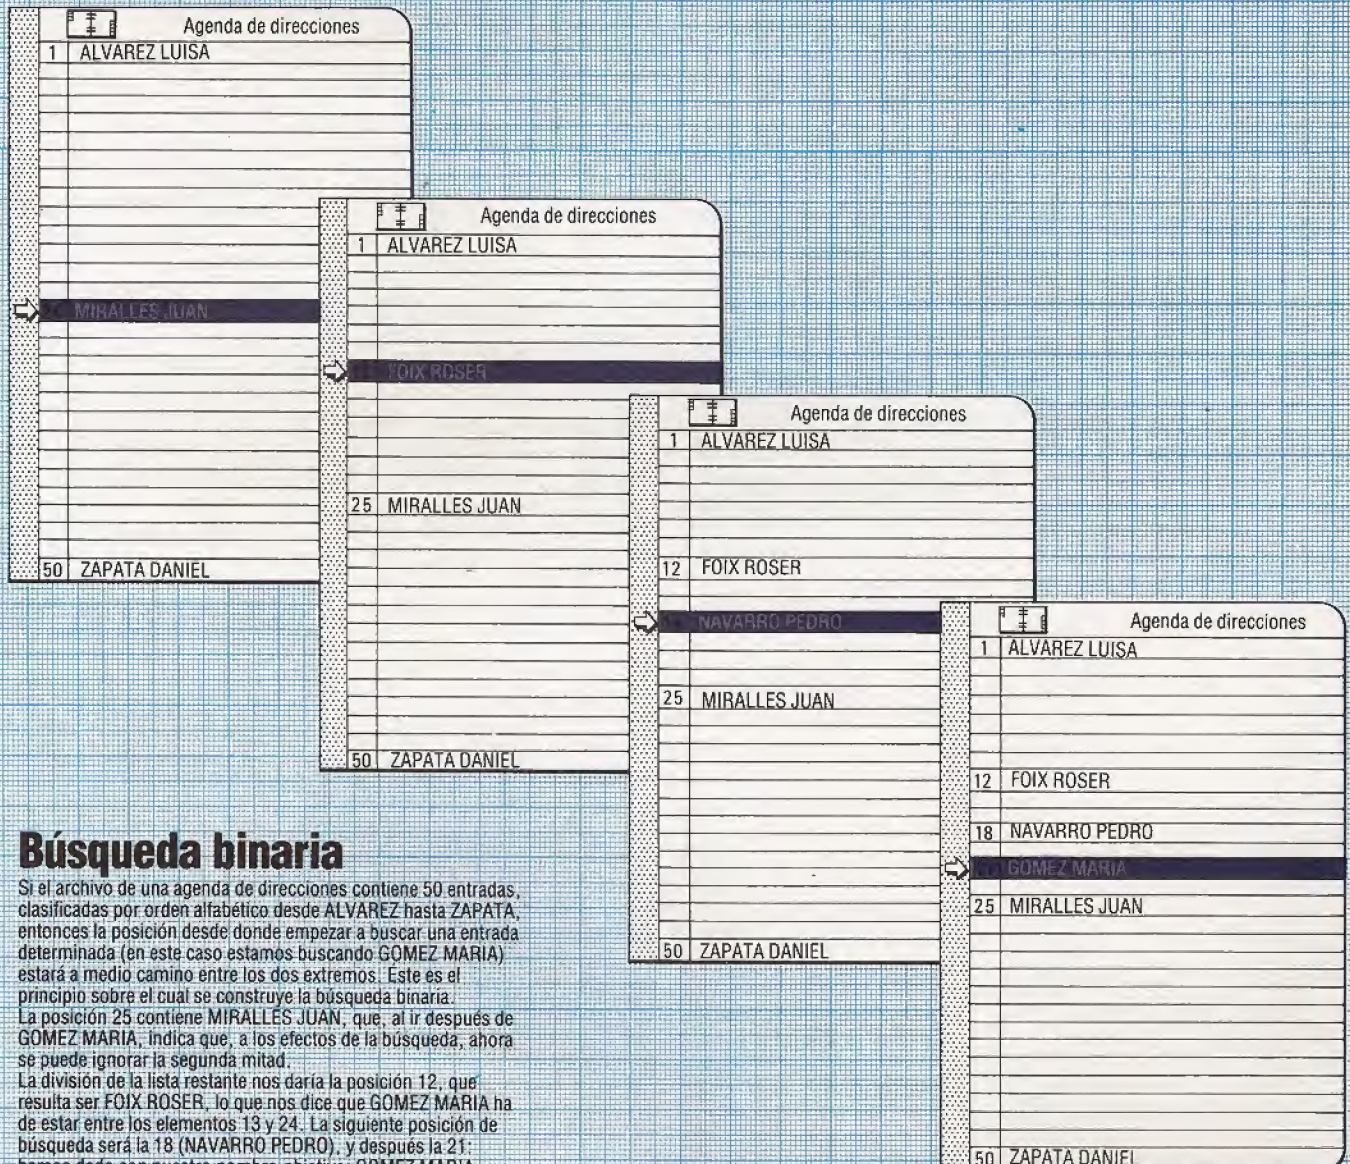 Agenda de direcciones
1 ALVAREZ LUISA
MIRALLES JUAN
50 ZAPATA DANIEL
Agenda de direcciones
1 ALVAREZ LUISA
FOIX ROSER
25 MIRALLES JUAN
50 ZAPATA DANIEL
Agenda de direcciones
1 ALVAREZ LUISA
12 FOIX ROSER
NAVARRO PEDRO
25 MIRALLES JUAN
50 ZAPATA DANIEL
Agenda de direcciones
1 ALVAREZ LUISA
12 FOIX ROSER
18 NAVARRO PEDRO
GOMEZ MARIA
25 MIRALLES JUAN
50 ZAPATA DANIEL
Búsqueda binaria
Si el archivo de una agenda de direcciones contiene 50 entradas,
clasificadas por orden alfabético desde ALVAREZ hasta ZAPATA,
entonces la posición desde donde empezar a buscar una entrada
determinada (en este caso estamos buscando GOMEZ MARIA)
estará a medio camino entre los dos extremos. Este es el
principio sobre el cual se construye la búsqueda binaria.
La posición 25 contiene MIRALLES JUAN, que, al ir después de
GOMEZ MARIA, indica que, a los efectos de la búsqueda, ahora
se puede ignorar la segunda mitad.
La división de la lista restante nos daría la posición 12, que
resulta ser FOIX ROSER, lo que nos dice que GOMEZ MARIA ha
de estar entre los elementos 13 y 24. La siguiente posición de
búsqueda será la 18 (NAVARRO PEDRO), y después la 21: